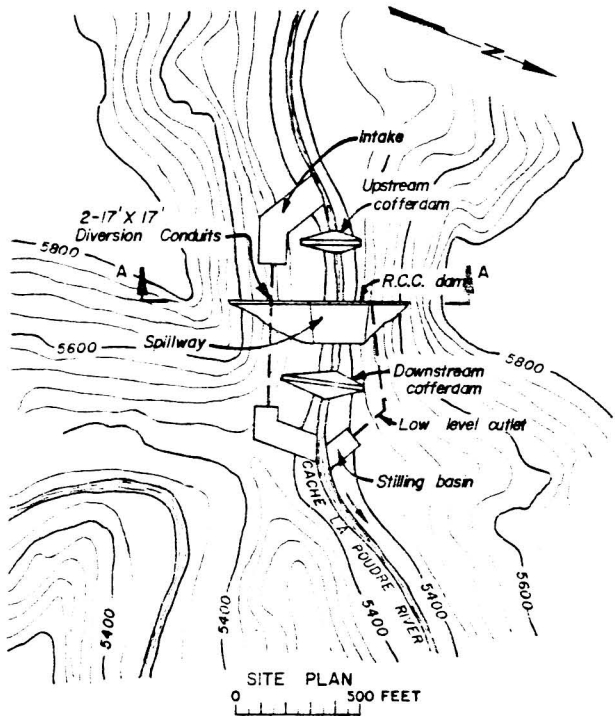 N
Intake
Upstream
cofferdam
2-17' X 17'
Diversion Conduits
5800
A
A
R.C.C. dam
Spillway
5600
5800
Downstream
cofferdam
Low level outlet
Stilling basin
CACHE LA POUDRE RIVER
5400
5400
5400
5400
5600
SITE PLAN
0 500 FEET